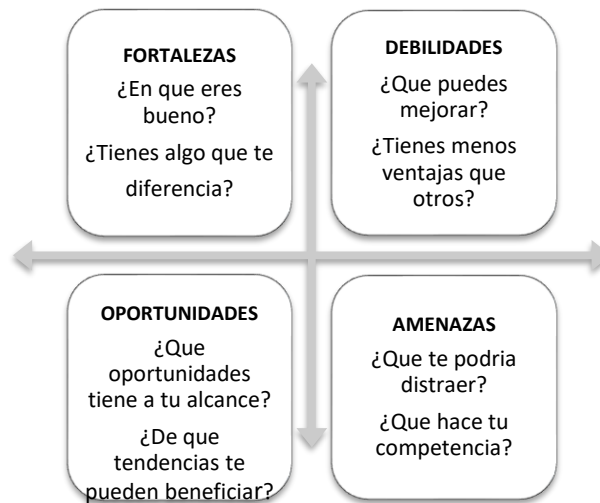 FORTALEZAS
¿En que eres
bueno?
¿Tienes algo que te
diferencia?
DEBILIDADES
¿Que puedes
mejorar?
¿Tienes menos
ventajas que
otros?
OPORTUNIDADES
¿Que
oportunidades
tiene a tu alcance?
¿De que
tendencias te
pueden beneficiar?
AMENAZAS
¿Que te podria
distraer?
¿Que hace tu
competencia?